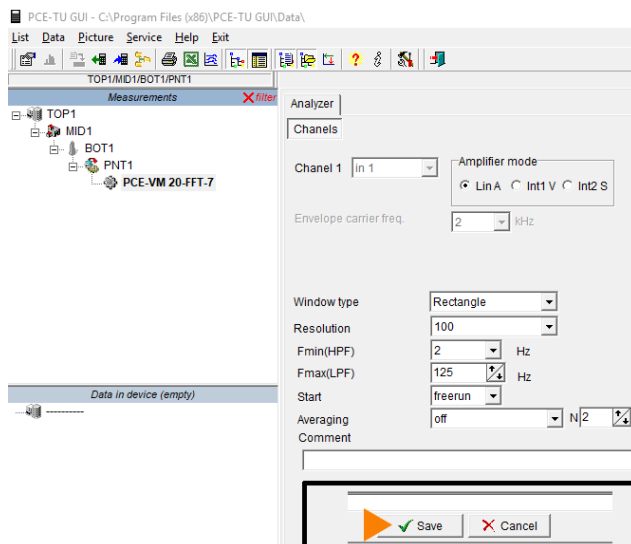 PCE-TU GUI - C:\Program Files (x86)\PCE-TU GUI\Data\
List Data Picture Service Help Exit
TOP1/MID1/BOT1/PNT1
Measurements filter
TOP1
MID1
BOT1
PNT1
PCE-VM 20-FFT-7
Data in device (empty)
----------
Analyzer
Chanels
Chanel 1 in 1
Amplifier mode
Lin A Int1 V Int2 S
Envelope carrier freq. 2 kHz
Window type Rectangle
Resolution 100
Fmin(HPF) 2 Hz
Fmax(LPF) 125 Hz
Start freerun
Averaging off N 2
Comment
Save Cancel